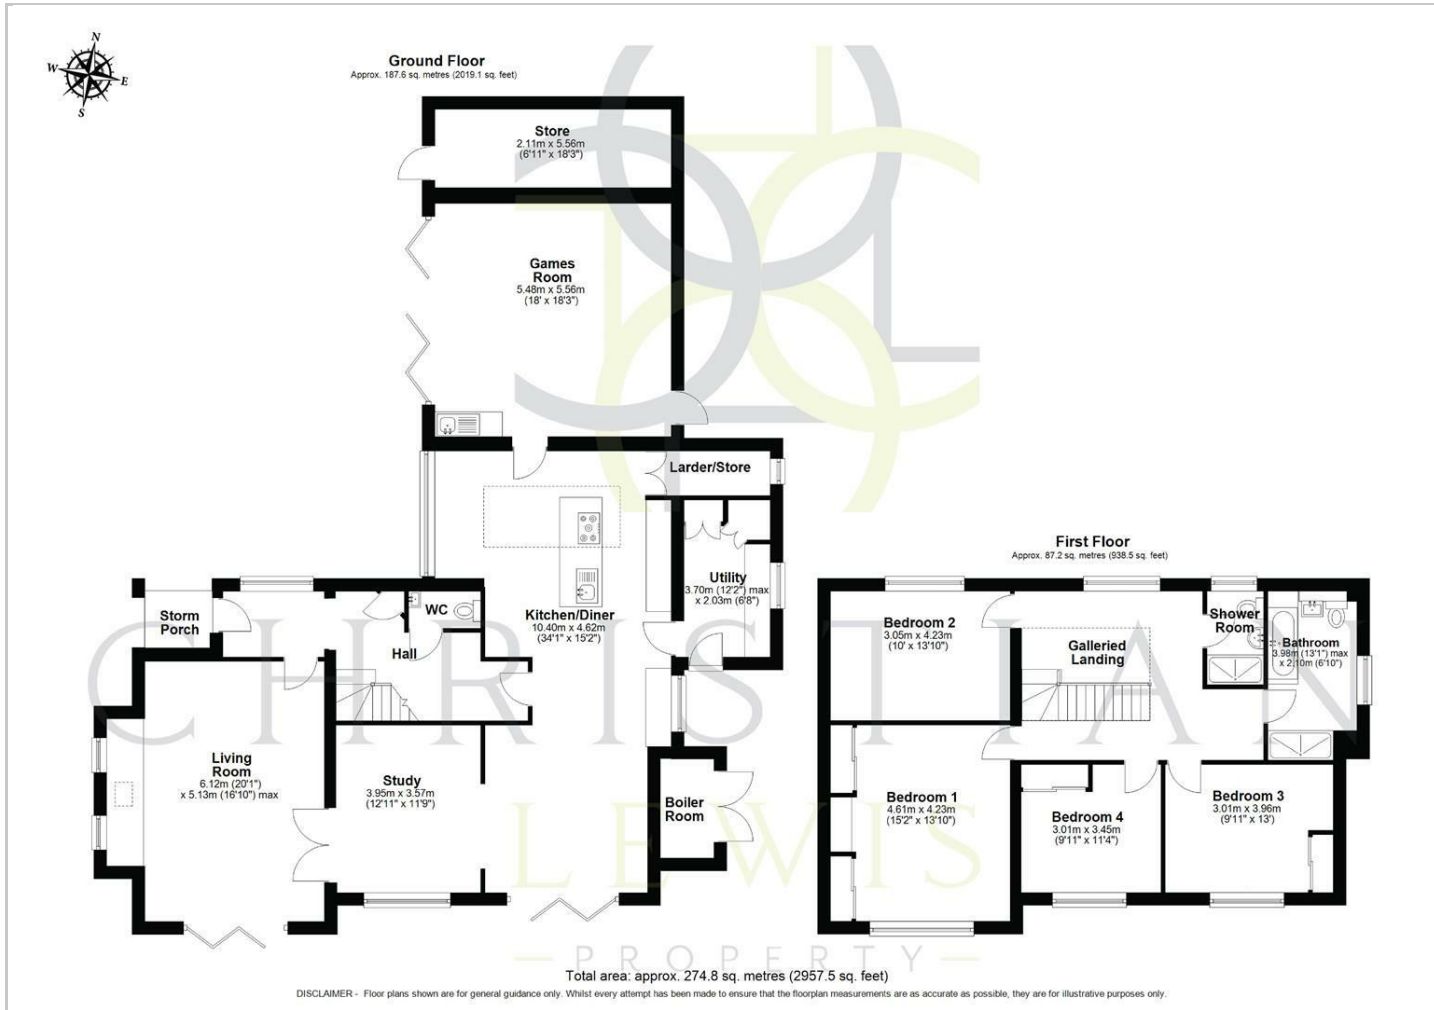 N
W
E
S
Ground Floor
Approx. 187.6 sq. metres (2019.1 sq. feet)
Store
2.11m x 5.56m
(6'11" x 18'3")
Games
Room
5.48m x 5.56m
(18' x 18'3")
Larder/Store
Utility
3.70m (12'2") max
x 2.03m (6'8")
Kitchen/Diner
10.40m x 4.62m
(34'1" x 15'2")
Storm
Porch
WC
Hall
Living
Room
6.12m (20'1")
x 5.13m (16'10") max
Study
3.95m x 3.57m
(12'11" x 11'9")
Boiler
Room
First Floor
Approx. 87.2 sq. metres (938.5 sq. feet)
Bedroom 2
3.05m x 4.23m
(10' x 13'10")
Galleried
Landing
Shower
Room
Bathroom
3.98m (13'1") max
x 2.10m (6'10")
Bedroom 1
4.61m x 4.23m
(15'2" x 13'10")
Bedroom 4
3.01m x 3.45m
(9'11" x 11'4")
Bedroom 3
3.01m x 3.96m
(9'11" x 13')
CHRISTIAN
LEWIS
PROPERTY
Total area: approx. 274.8 sq. metres (2957.5 sq. feet)
DISCLAIMER - Floor plans shown are for general guidance only. Whilst every attempt has been made to ensure that the floorplan measurements are as accurate as possible, they are for illustrative purposes only.